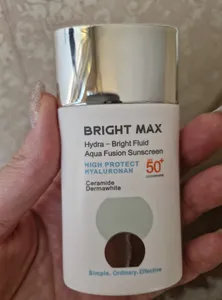 BRIGHT MAX
Hydra - Bright Fluid
Aqua Fusion Sunscreen
HIGH PROTECT
HYALURONAN
50+
Ceramide
Dermawhite
Simple. Ordinary. Effective